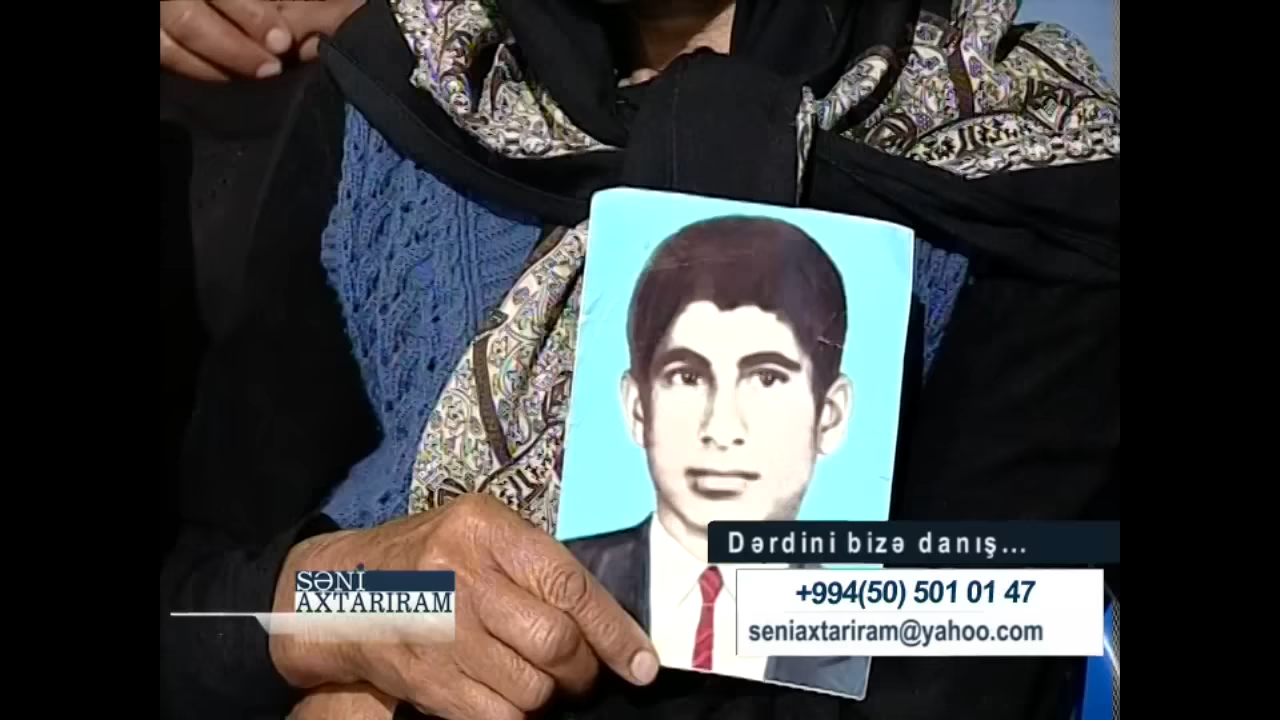 Dərdini bizə danış...
SƏNİ
AXTARIRAM
+994(50) 501 01 47
seniaxtariram@yahoo.com